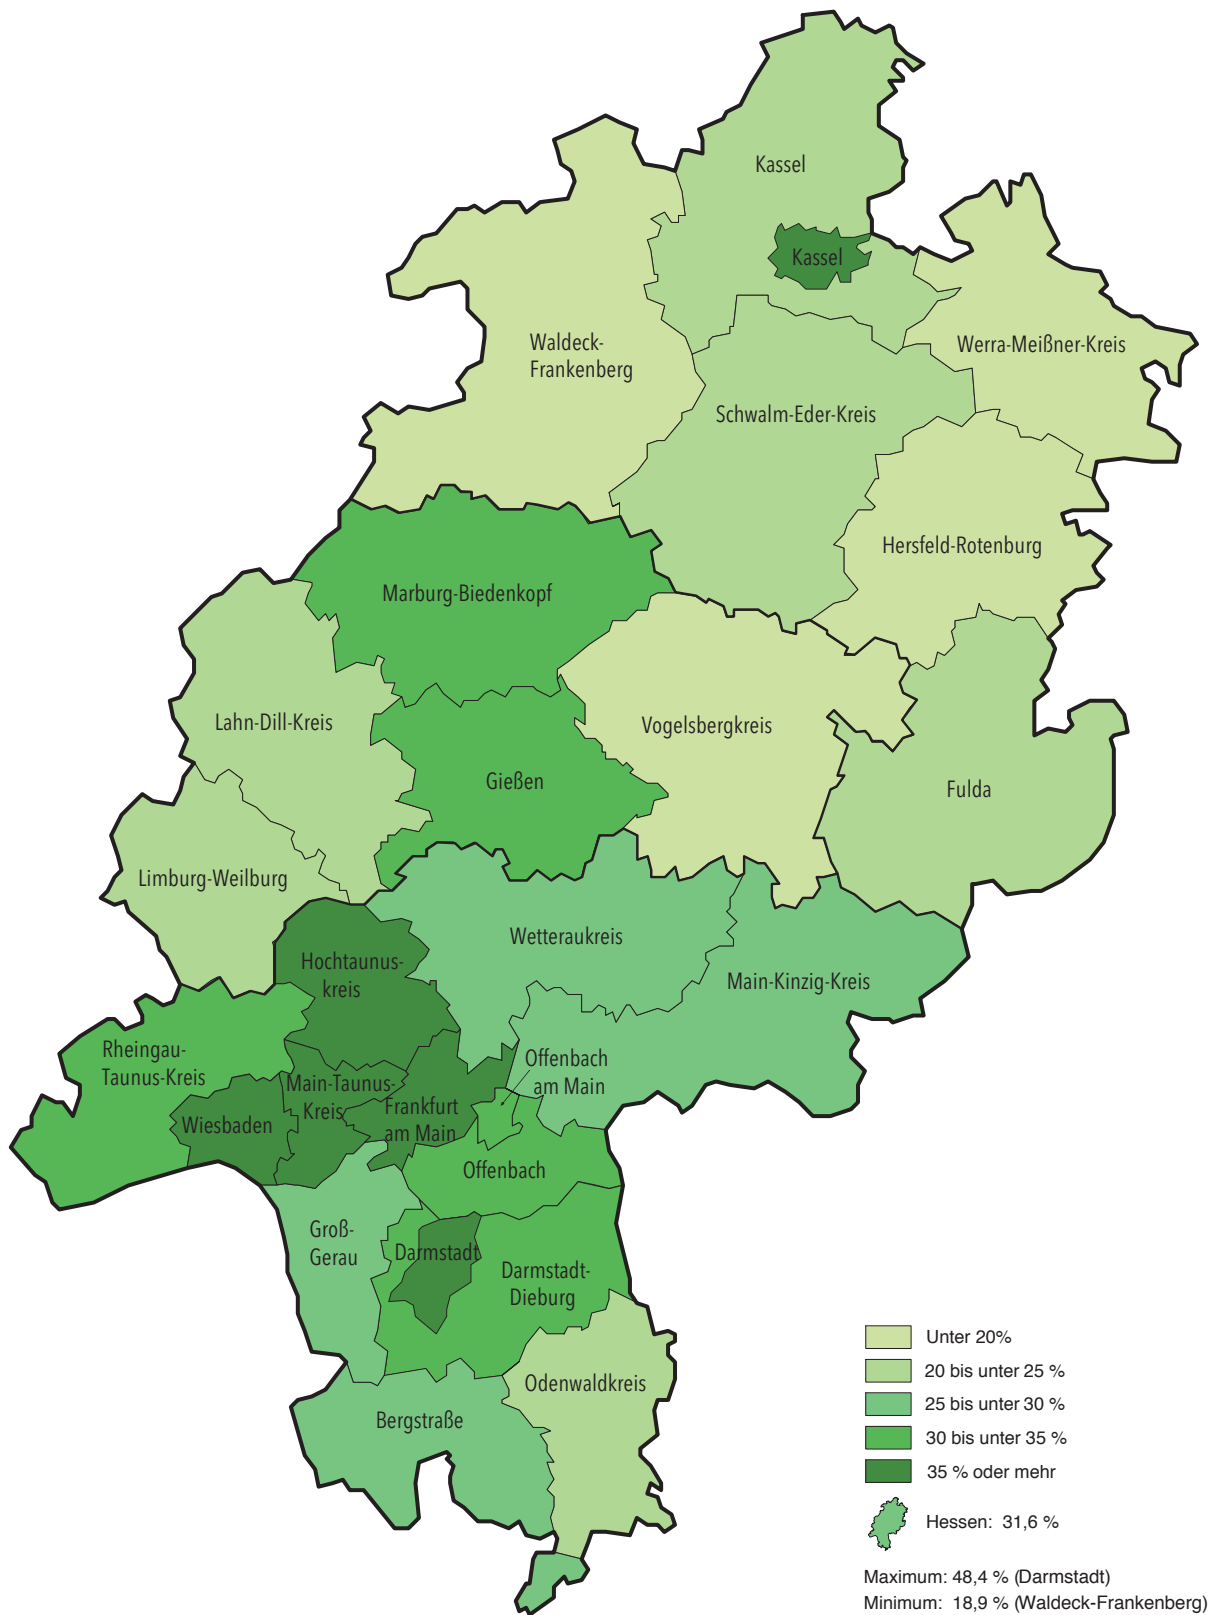 Kassel
Kassel
Waldeck-
Frankenberg
Werra-Meißner-Kreis
Schwalm-Eder-Kreis
Hersfeld-Rotenburg
Marburg-Biedenkopf
Lahn-Dill-Kreis
Vogelsbergkreis
Gießen
Fulda
Limburg-Weilburg
Wetteraukreis
Hochtaunus-
kreis
Main-Kinzig-Kreis
Rheingau-
Taunus-Kreis
Offenbach
am Main
Main-Taunus-
Kreis
Wiesbaden
Frankfurt
am Main
Offenbach
Groß-
Gerau
Darmstadt
Darmstadt-
Dieburg
Odenwaldkreis
Bergstraße
Unter 20%
20 bis unter 25 %
25 bis unter 30 %
30 bis unter 35 %
35 % oder mehr
Hessen: 31,6 %
Maximum: 48,4 % (Darmstadt)
Minimum: 18,9 % (Waldeck-Frankenberg)